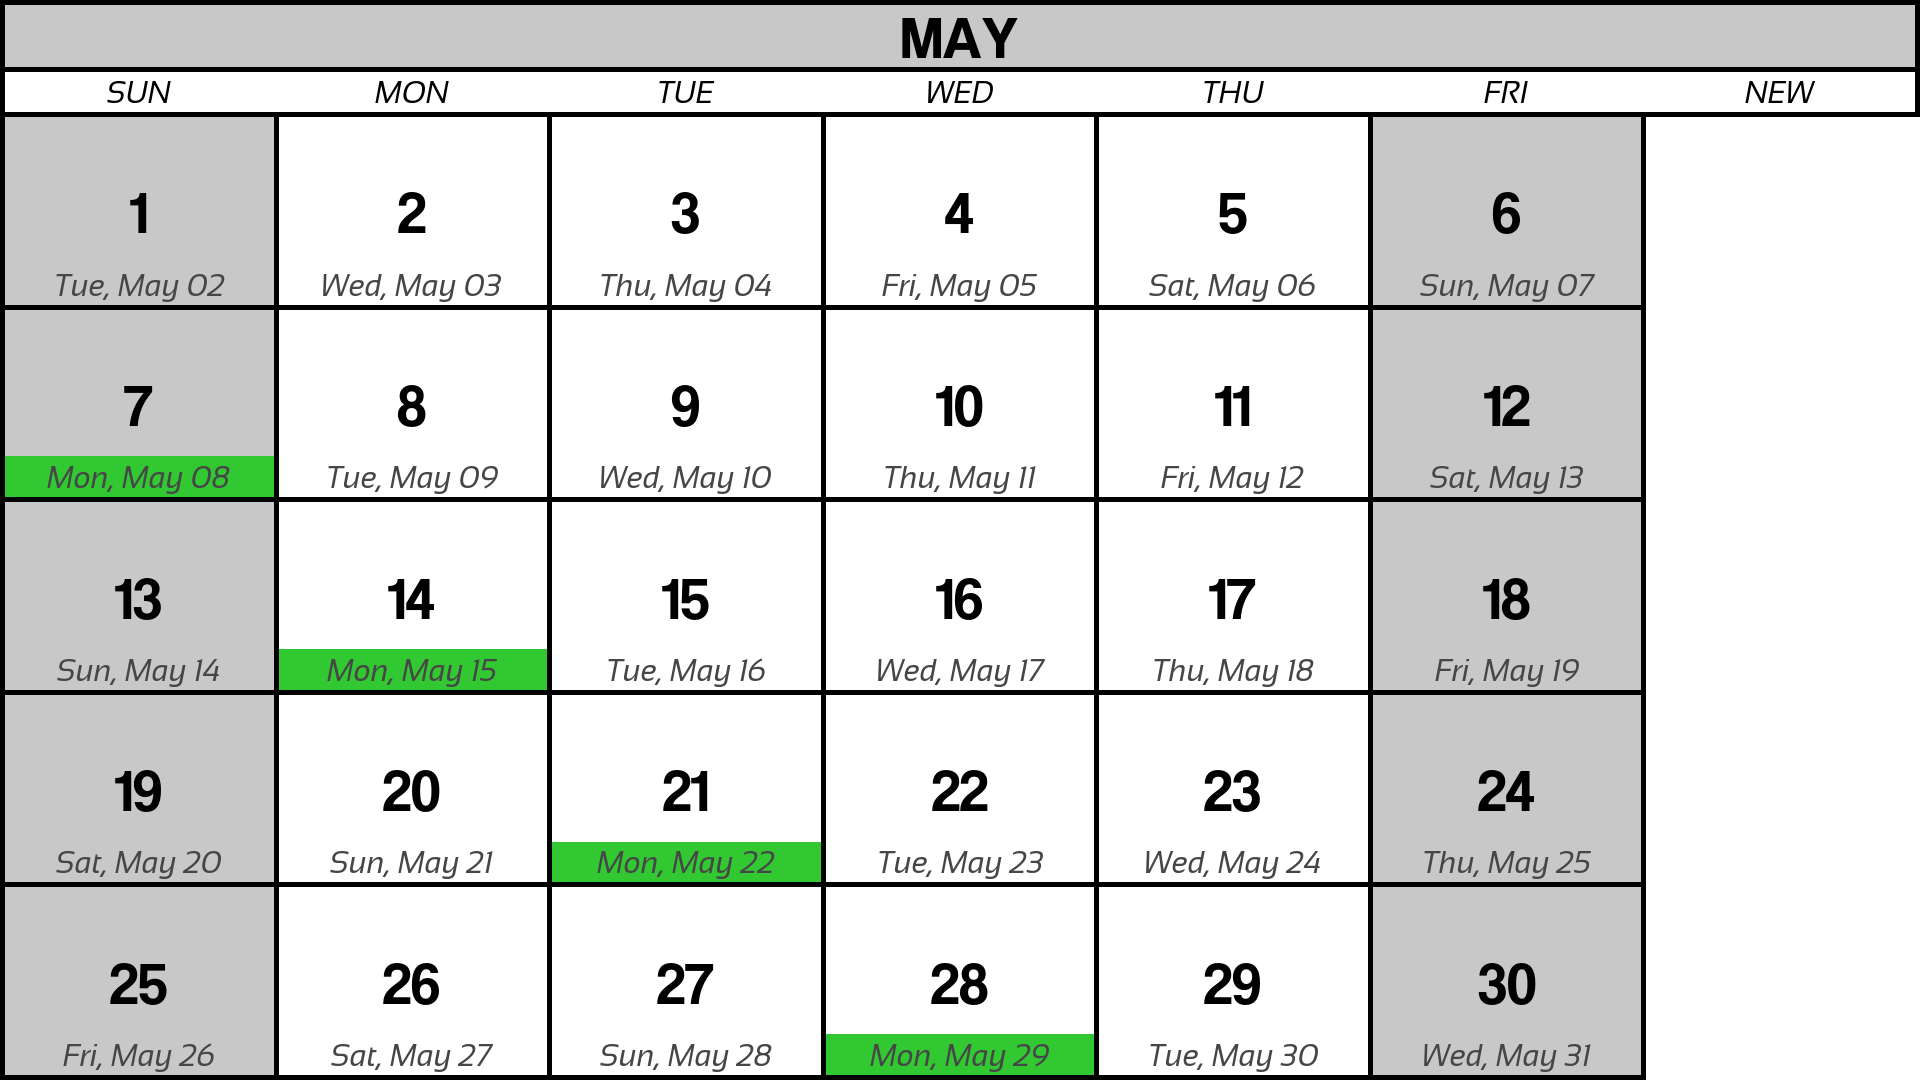 MAY
SUN MON TUE WED THU FRI NEW
1 2 3 4 5 6
Tue, May 02 Wed, May 03 Thu, May 04 Fri, May 05 Sat, May 06 Sun, May 07
7 8 9 10 11 12
Mon, May 08 Tue, May 09 Wed, May 10 Thu, May 11 Fri, May 12 Sat, May 13
13 14 15 16 17 18
Sun, May 14 Mon, May 15 Tue, May 16 Wed, May 17 Thu, May 18 Fri, May 19
19 20 21 22 23 24
Sat, May 20 Sun, May 21 Mon, May 22 Tue, May 23 Wed, May 24 Thu, May 25
25 26 27 28 29 30
Fri, May 26 Sat, May 27 Sun, May 28 Mon, May 29 Tue, May 30 Wed, May 31